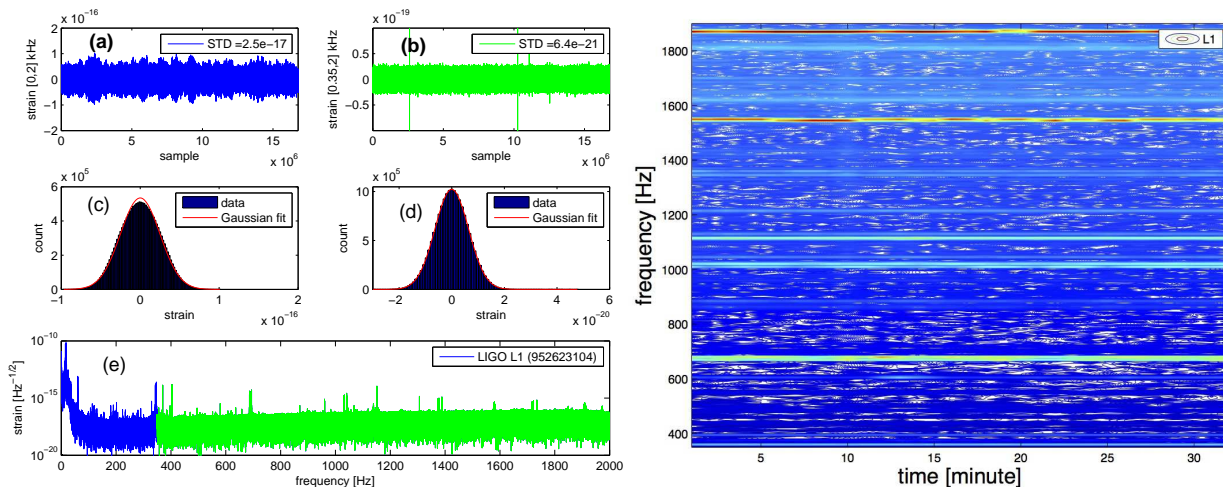 x 10^-16
(a)
STD =2.5e-17
strain [0,2] kHz
2
1
0
−1
−2
0
5
10
15
sample
x 10^6
x 10^-19
(b)
STD =6.4e-21
strain [0.35,2] kHz
0.5
0
−0.5
0
5
10
15
sample
x 10^6
x 10^5
(c)
data
Gaussian fit
count
6
4
2
0
−1
0
1
2
strain
x 10^-16
x 10^5
(d)
data
Gaussian fit
count
10
5
0
−2
0
2
4
6
strain
x 10^-20
(e)
LIGO L1 (952623104)
strain [Hz^-1/2]
10^-10
10^-15
10^-20
0
200
400
600
800
1000
1200
1400
1600
1800
2000
frequency [Hz]
L1
frequency [Hz]
1800
1600
1400
1200
1000
800
600
400
5
10
15
20
25
30
time [minute]